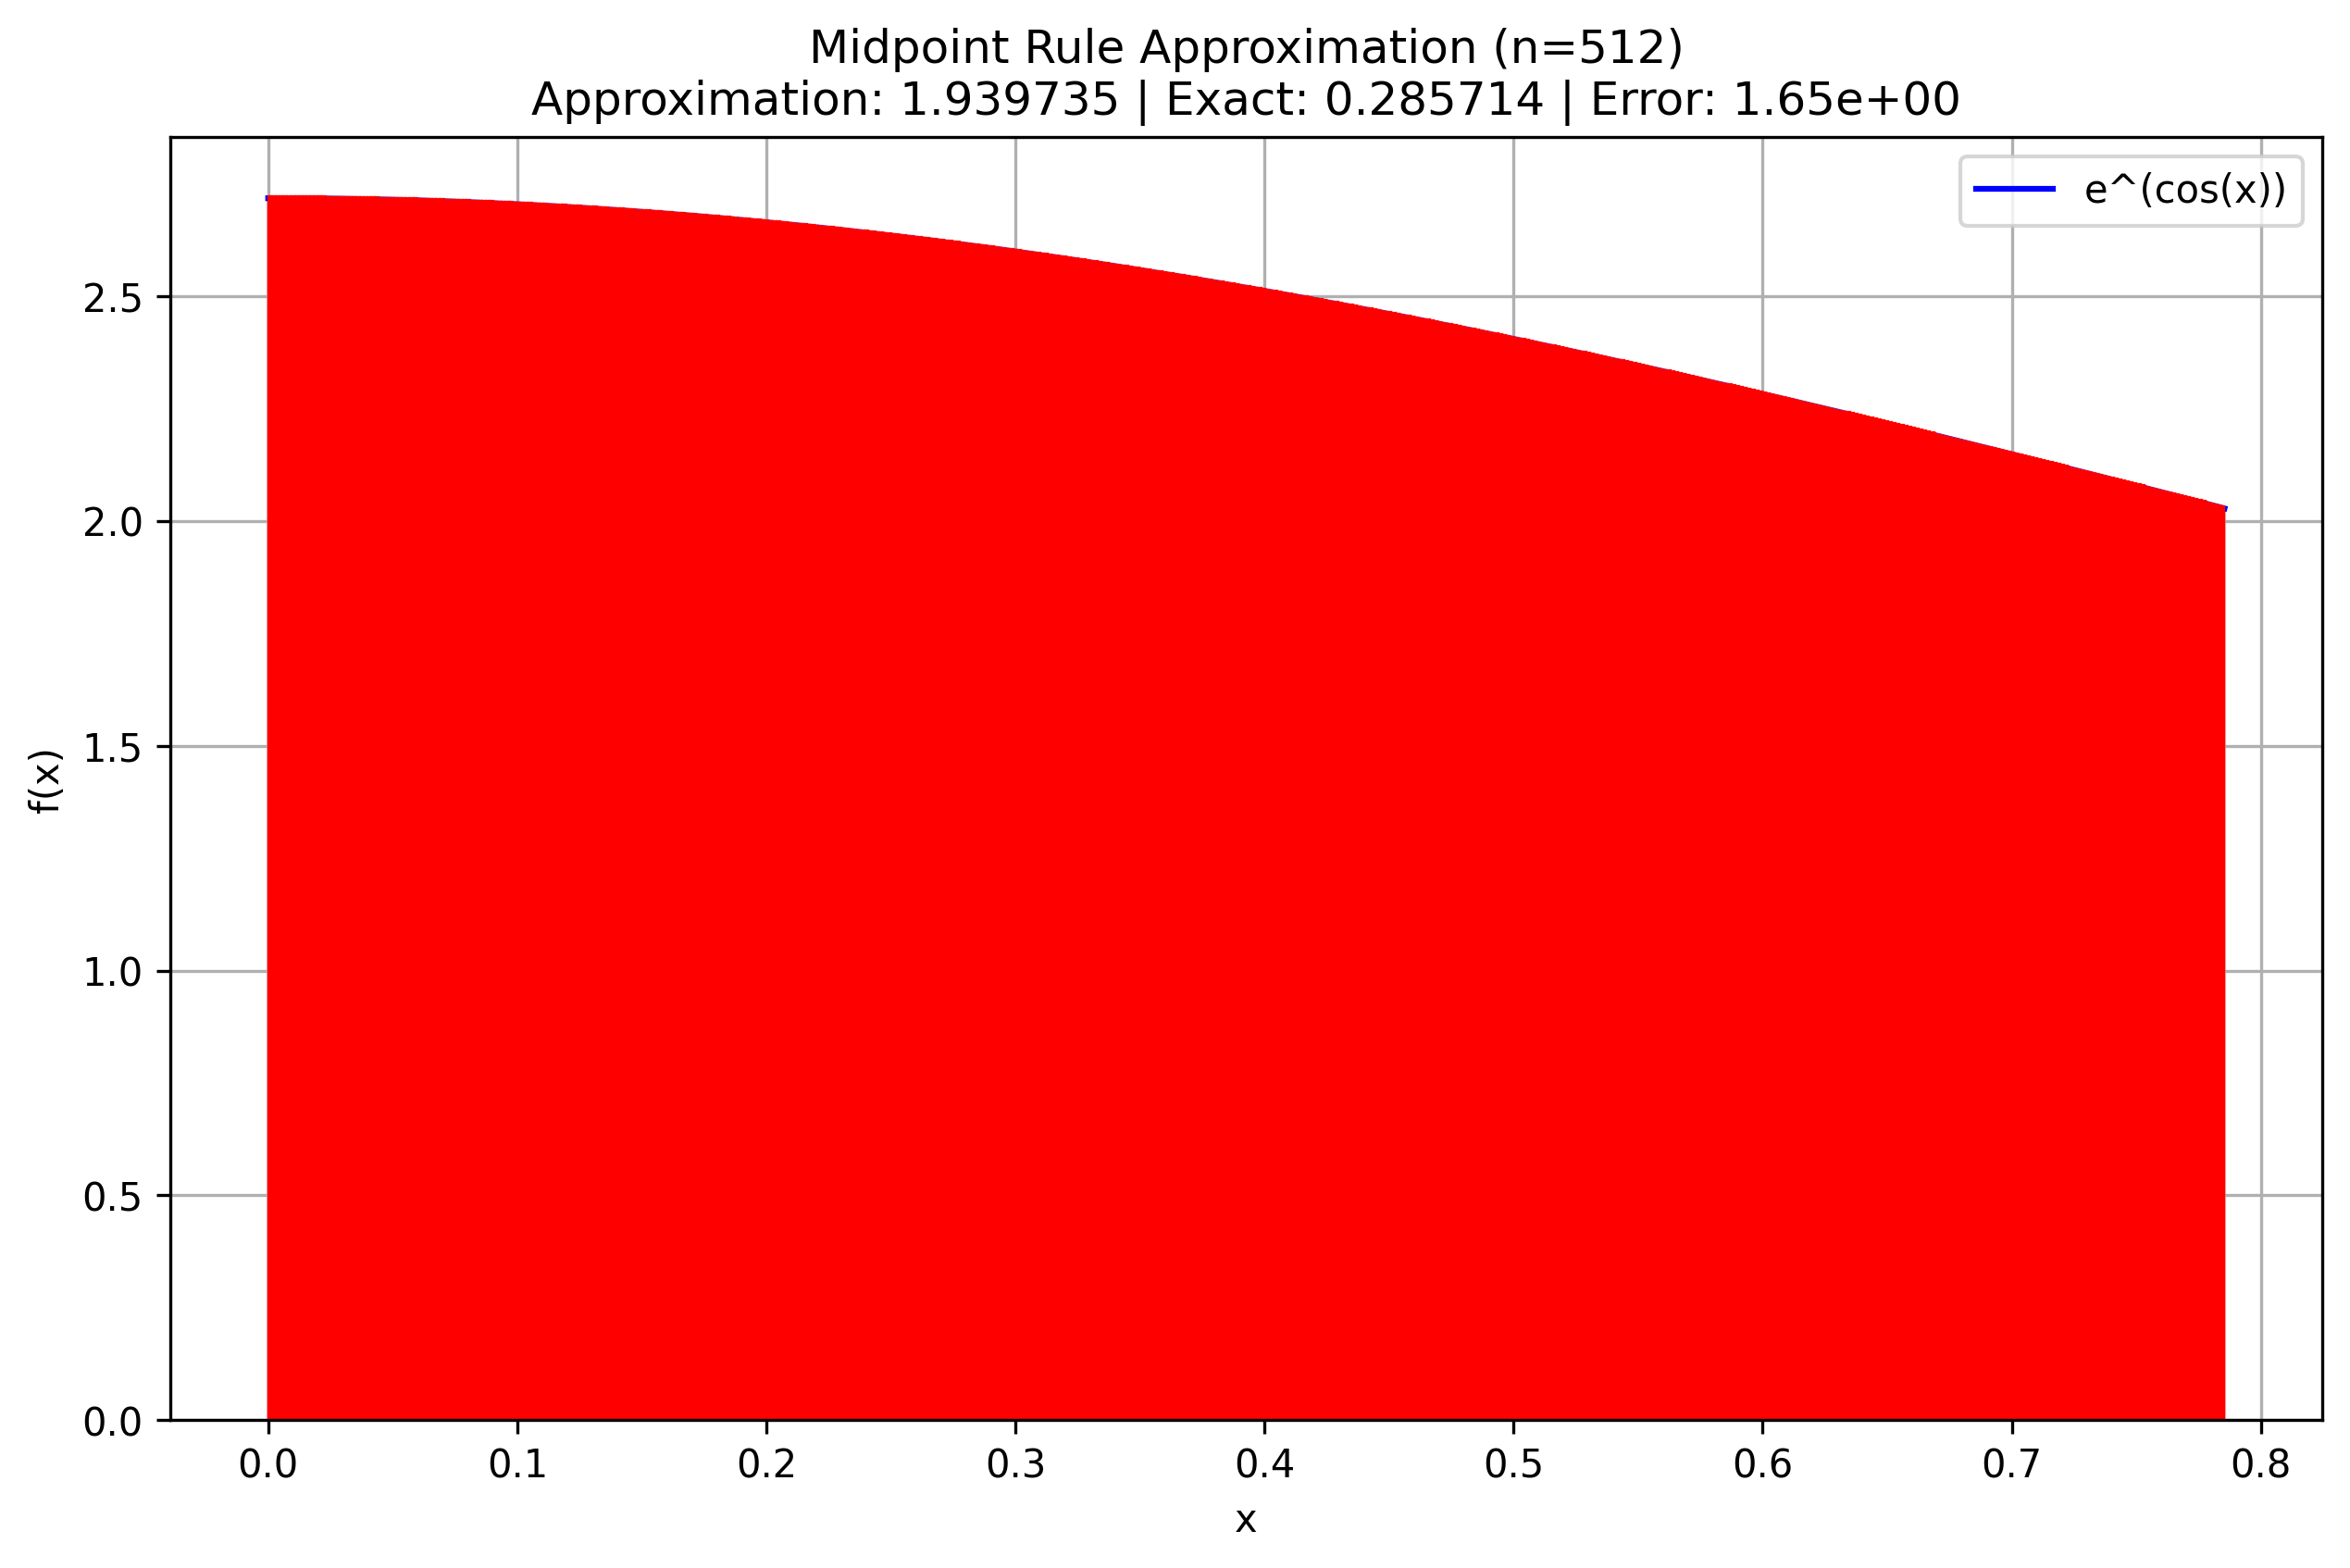 Midpoint Rule Approximation (n=512)
Approximation: 1.939735 | Exact: 0.285714 | Error: 1.65e+00
e^(cos(x))
f(x)
2.5
2.0
1.5
1.0
0.5
0.0
0.0 0.1 0.2 0.3 0.4 0.5 0.6 0.7 0.8
x